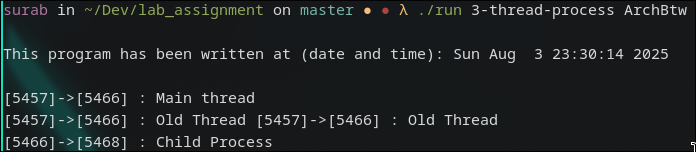 surab in ~/Dev/lab_assignment on master ● ● λ ./run 3-thread-process ArchBtw
This program has been written at (date and time): Sun Aug  3 23:30:14 2025
[5457]->[5466] : Main thread
[5457]->[5466] : Old Thread [5457]->[5466] : Old Thread
[5466]->[5468] : Child Process